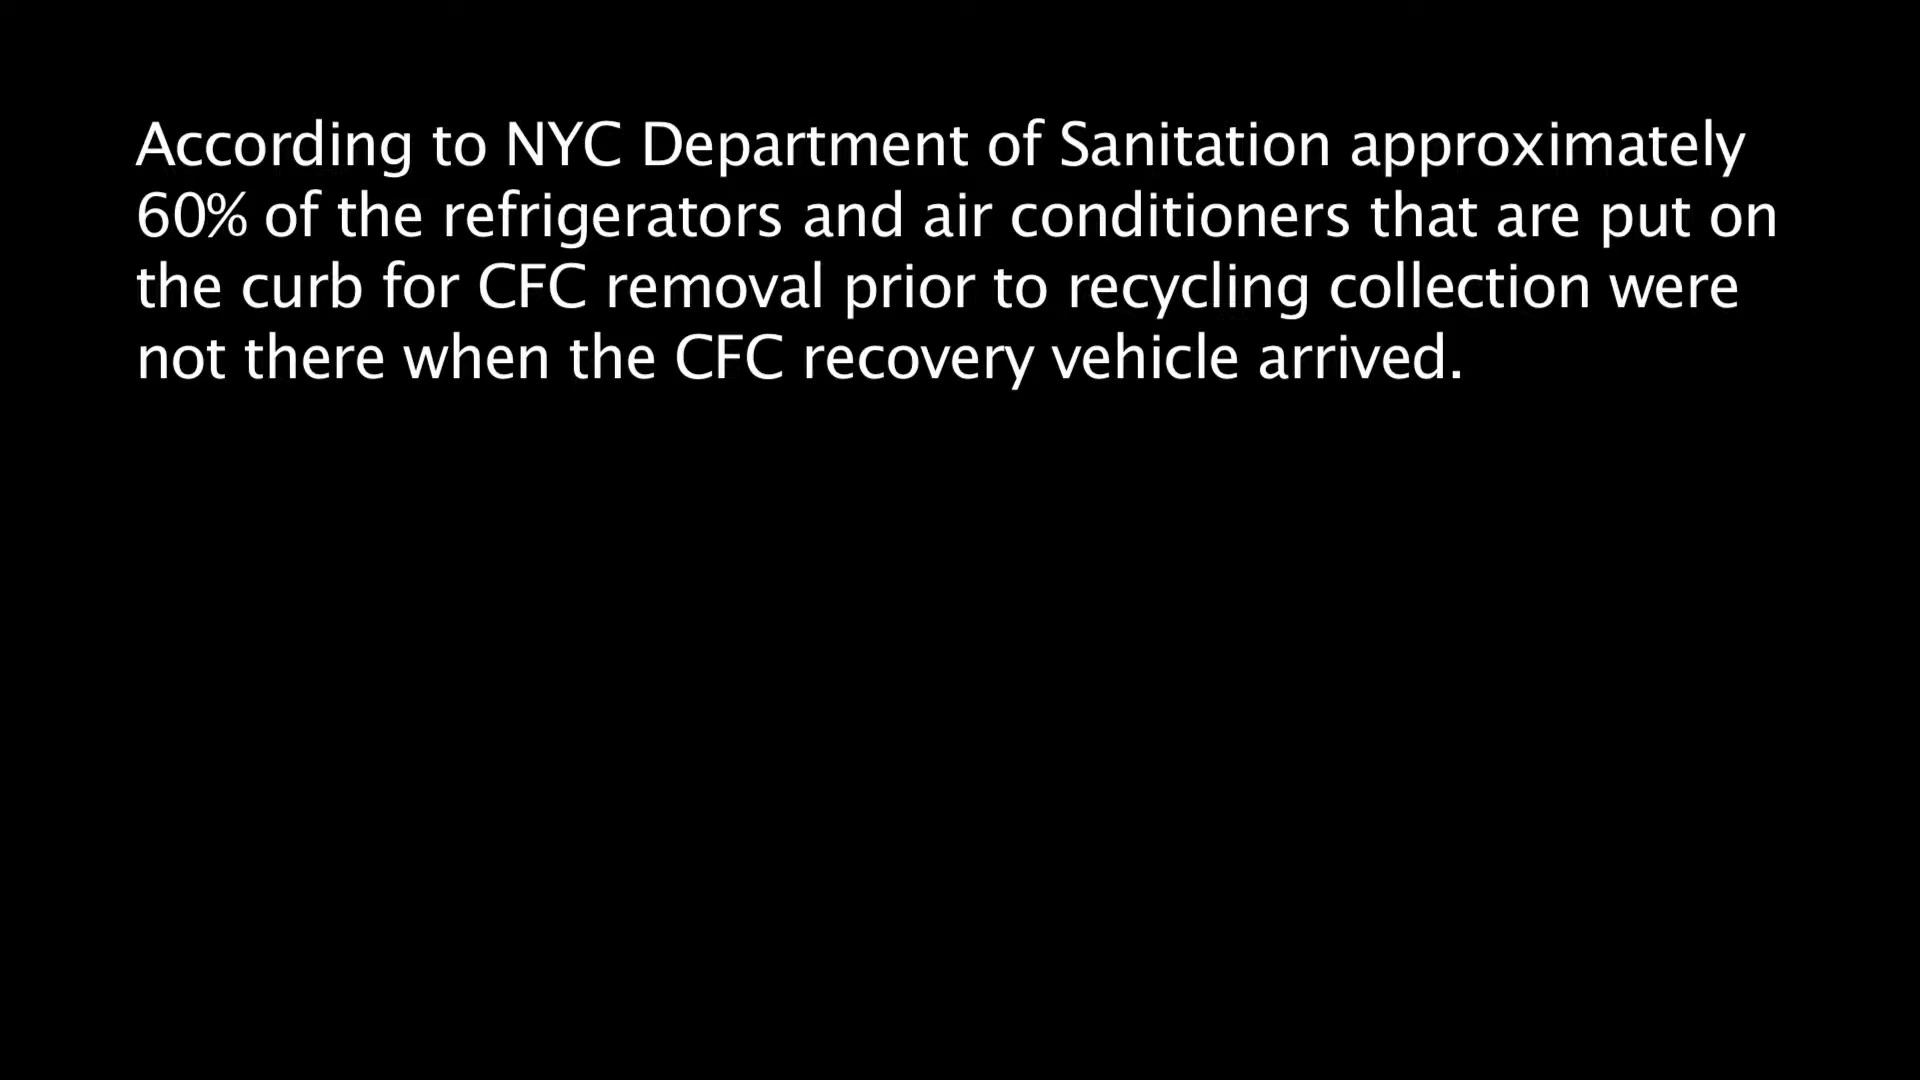 According to NYC Department of Sanitation approximately
60% of the refrigerators and air conditioners that are put on
the curb for CFC removal prior to recycling collection were
not there when the CFC recovery vehicle arrived.